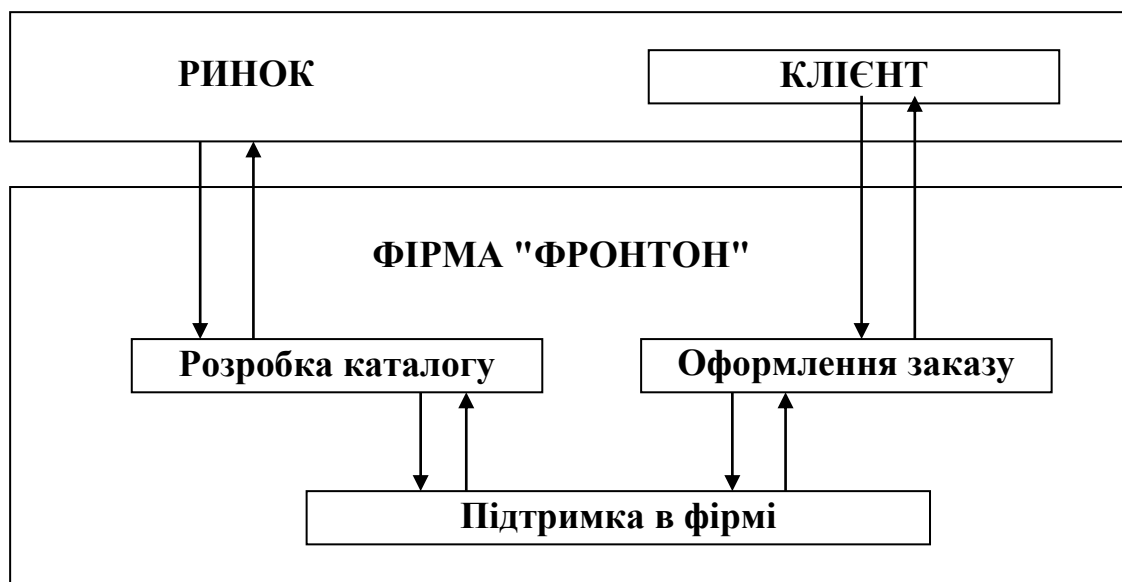 РИНОК
КЛІЄНТ
ФІРМА "ФРОНТОН"
Розробка каталогу
Оформлення заказу
Підтримка в фірмі